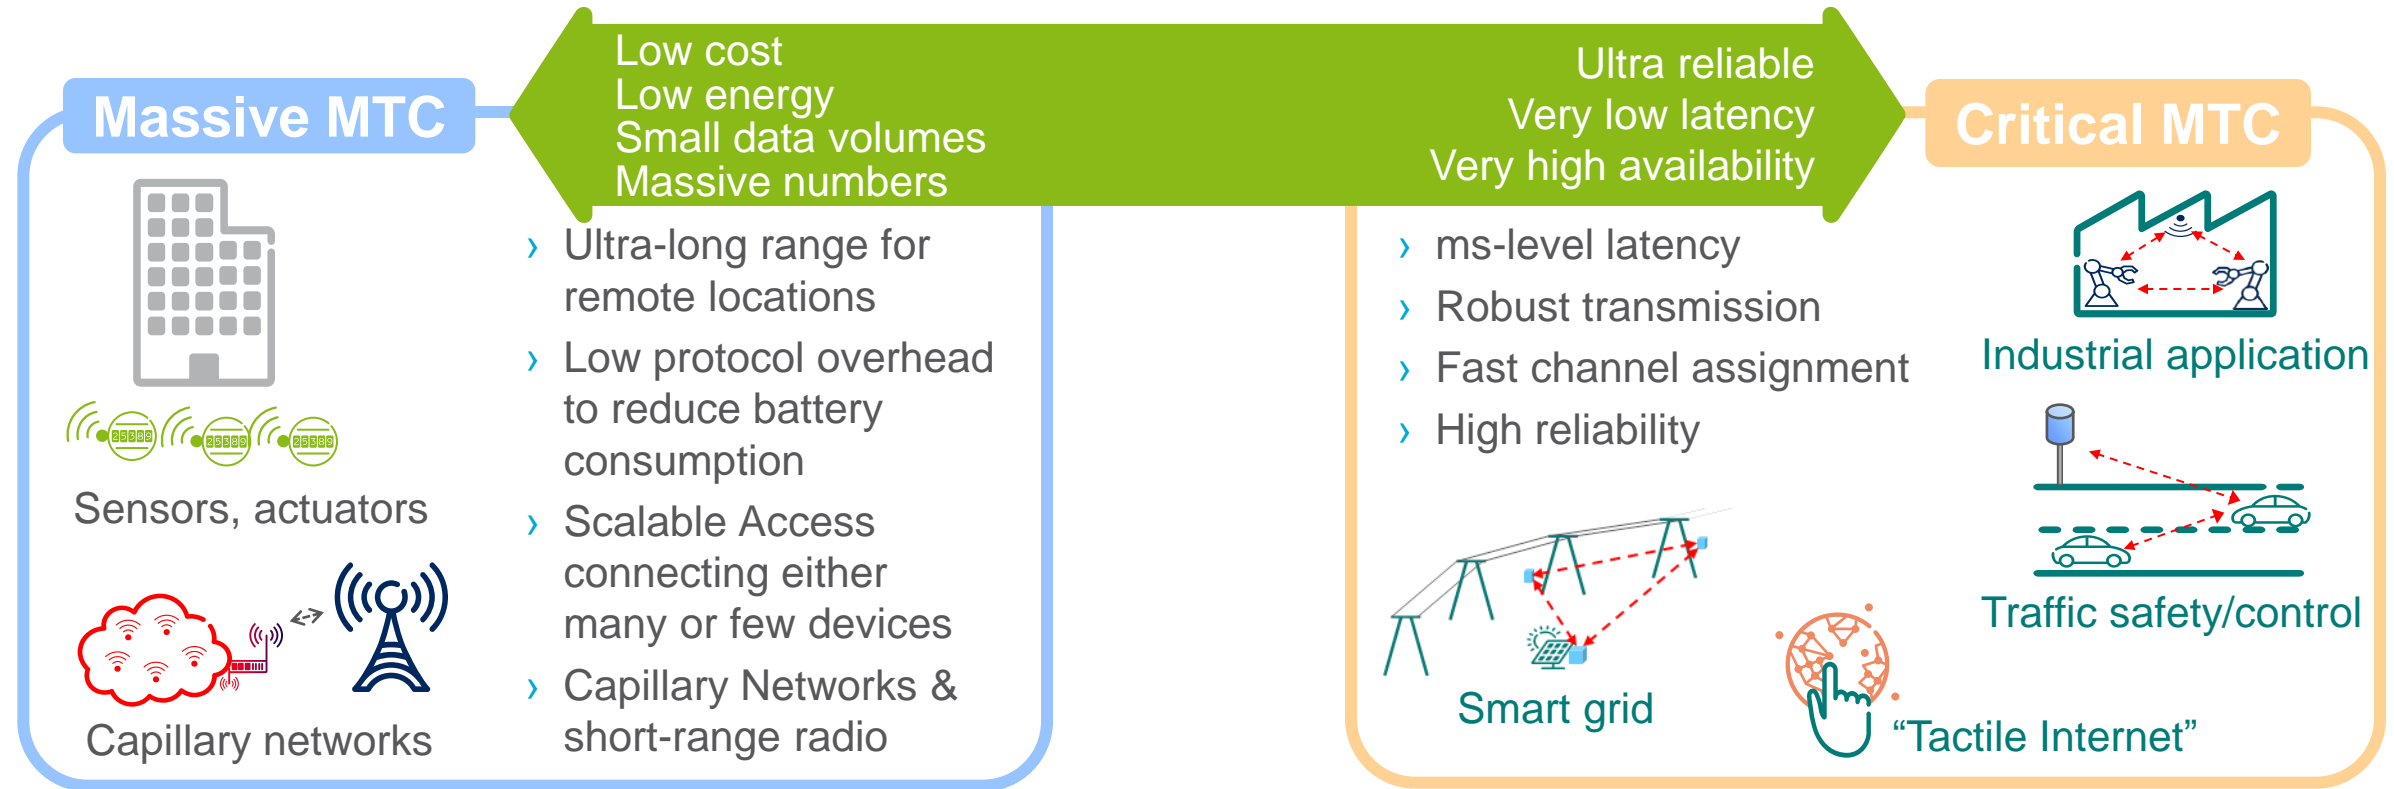 Massive MTC
Low cost
Low energy
Small data volumes
Massive numbers
Ultra reliable
Very low latency
Very high availability
Critical MTC
25389
25389
25389
Sensors, actuators
Capillary networks
› Ultra-long range for
remote locations
› Low protocol overhead
to reduce battery
consumption
› Scalable Access
connecting either
many or few devices
› Capillary Networks &
short-range radio
› ms-level latency
› Robust transmission
› Fast channel assignment
› High reliability
Smart grid
Industrial application
Traffic safety/control
“Tactile Internet”